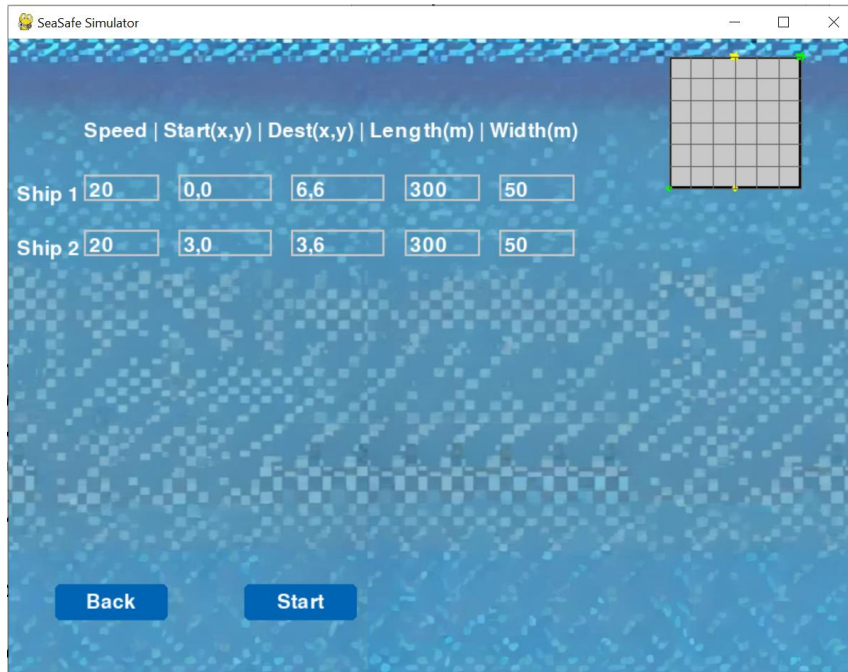 SeaSafe Simulator
Speed | Start(x,y) | Dest(x,y) | Length(m) | Width(m)
Ship 1 20 0,0 6,6 300 50
Ship 2 20 3,0 3,6 300 50
Back Start